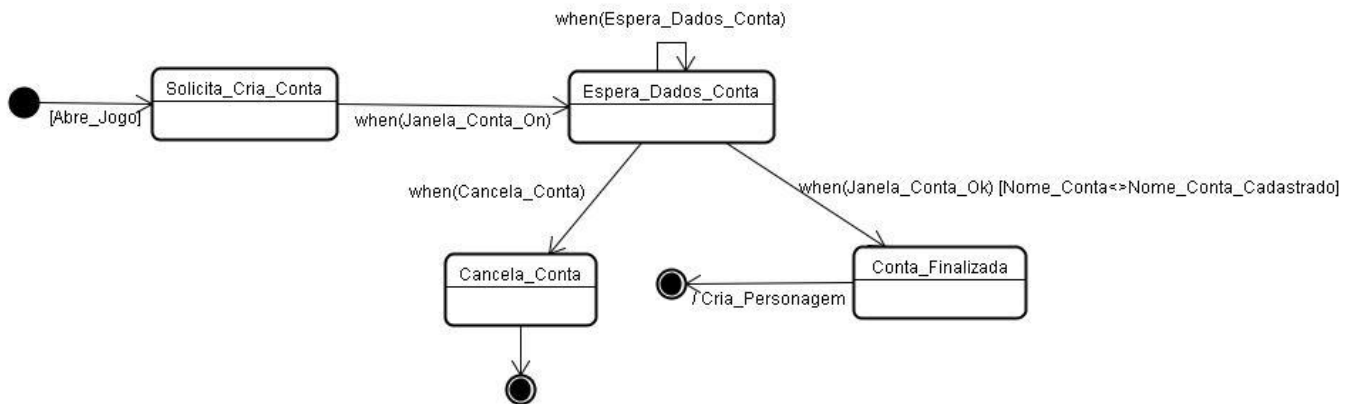 when(Espera_Dados_Conta)
Solicita_Cria_Conta
Espera_Dados_Conta
[Abre_Jogo]
when(Janela_Conta_On)
when(Cancela_Conta)
when(Janela_Conta_Ok) [Nome_Conta<>Nome_Conta_Cadastrado]
Cancela_Conta
Conta_Finalizada
/ Cria_Personagem